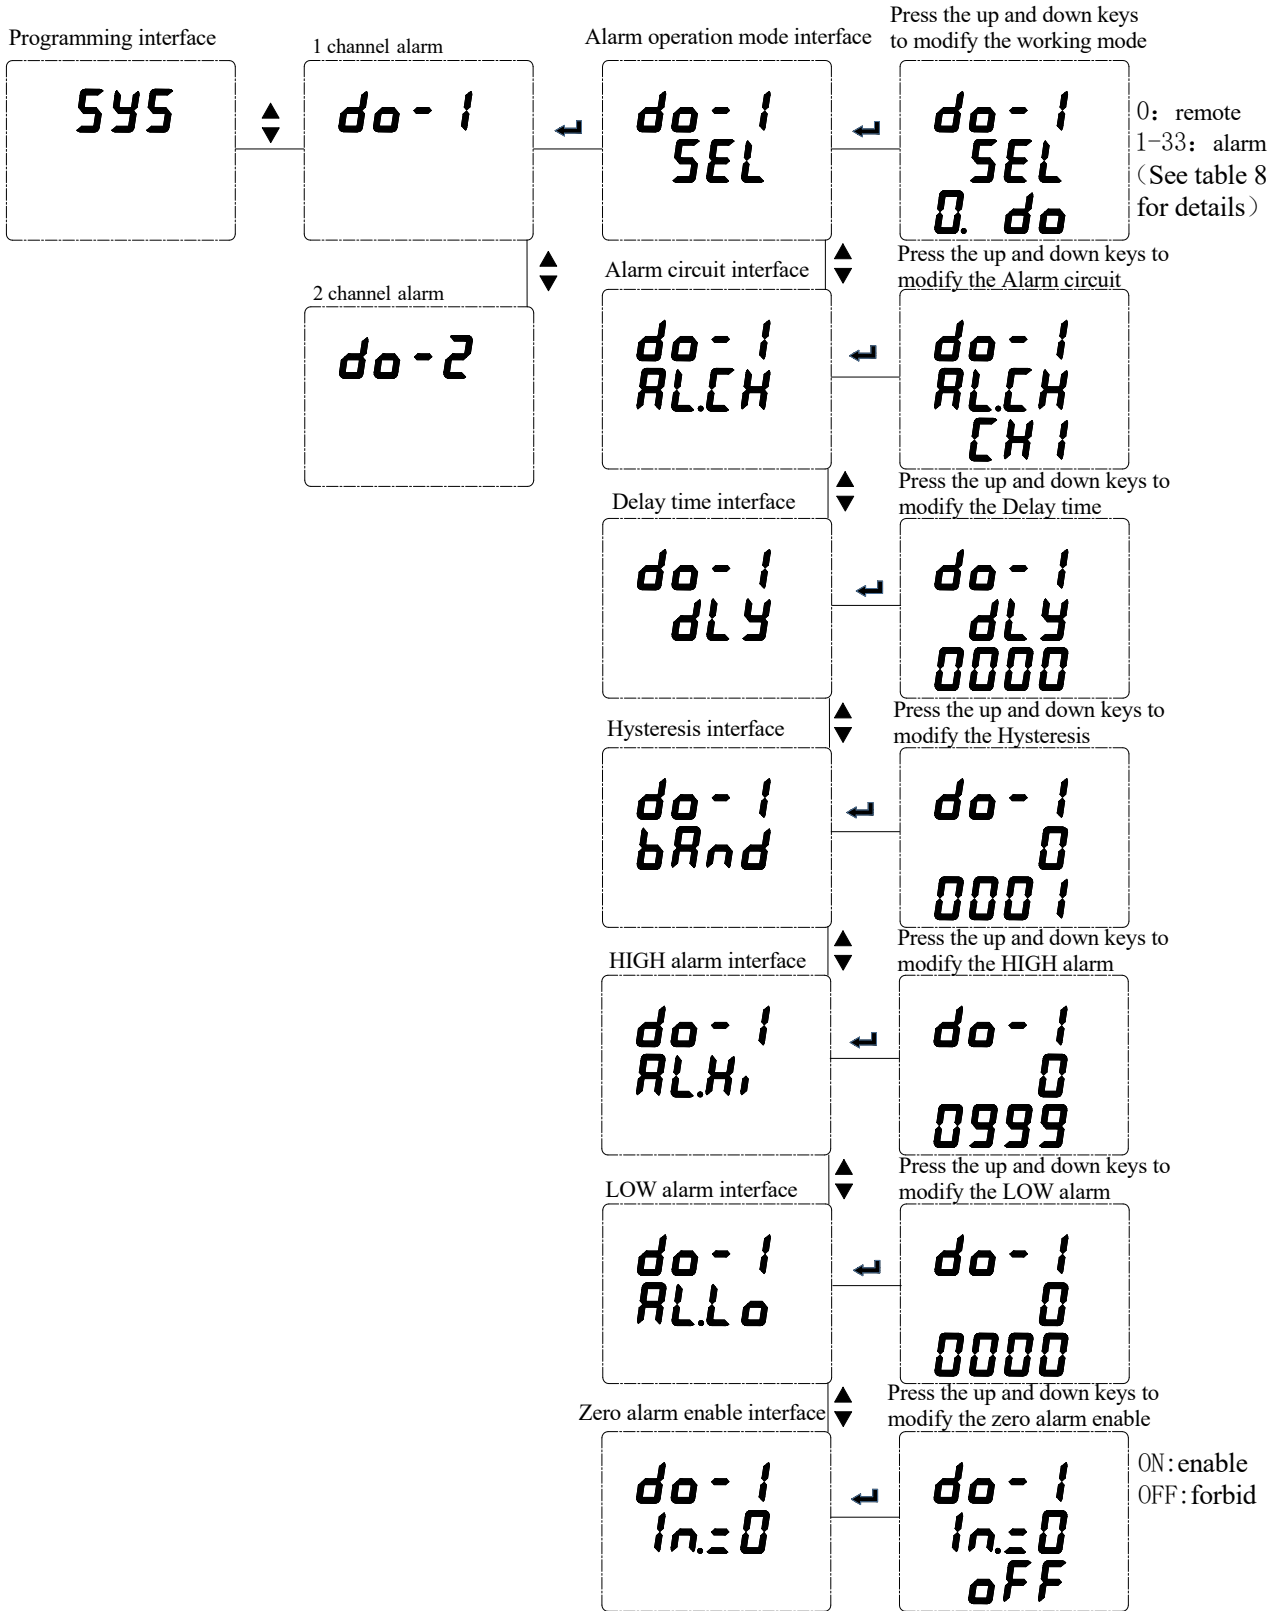 Programming interface
SYS
1 channel alarm
do-1
2 channel alarm
do-2
Alarm operation mode interface
do-1
SEL
Press the up and down keys
to modify the working mode
do-1
SEL
0. do
0: remote
1-33: alarm
(See table 8
for details)
Alarm circuit interface
do-1
AL.CH
Press the up and down keys to
modify the Alarm circuit
do-1
AL.CH
CH1
Delay time interface
do-1
dLY
Press the up and down keys to
modify the Delay time
do-1
dLY
0000
Hysteresis interface
do-1
bAnd
Press the up and down keys to
modify the Hysteresis
do-1
0
0001
HIGH alarm interface
do-1
AL.Hi
Press the up and down keys to
modify the HIGH alarm
do-1
0
0999
LOW alarm interface
do-1
AL.Lo
Press the up and down keys to
modify the LOW alarm
do-1
0
0000
Zero alarm enable interface
do-1
In.=0
Press the up and down keys to
modify the zero alarm enable
do-1
In.=0
oFF
ON:enable
OFF:forbid